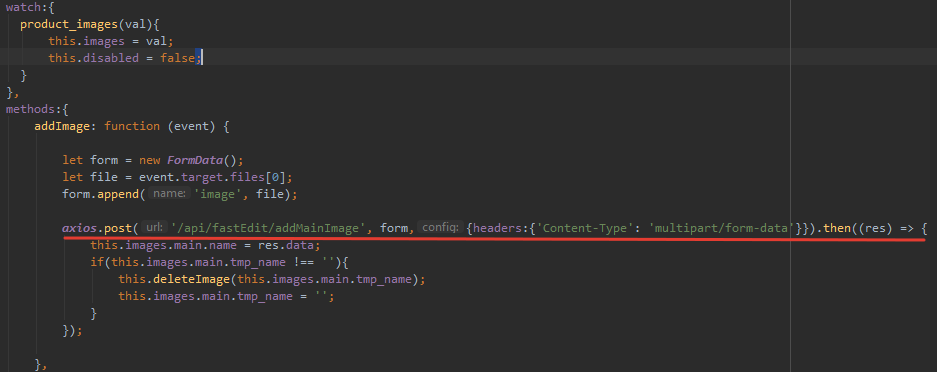 watch:{
product_images(val){
this.images = val;
this.disabled = false;
}
},
methods:{
addImage: function (event) {
let form = new FormData();
let file = event.target.files[0];
form.append( name: 'image', file);
axios.post( url: '/api/fastEdit/addMainImage', form, config: {headers:{'Content-Type': 'multipart/form-data'}}).then((res) => {
this.images.main.name = res.data;
if(this.images.main.tmp_name !== ''){
this.deleteImage(this.images.main.tmp_name);
this.images.main.tmp_name = '';
}
});
},